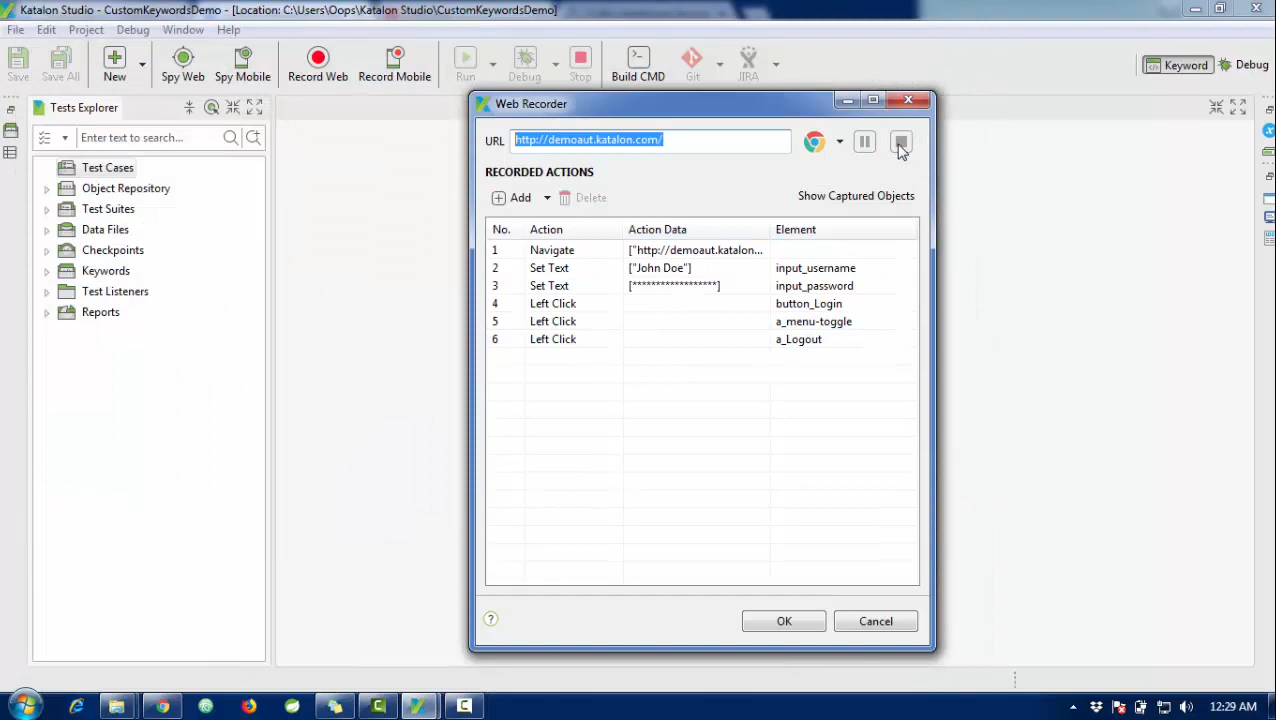 Katalon Studio - CustomKeywordsDemo - [Location: C:\Users\Oops\Katalon Studio\CustomKeywordsDemo]
File Edit Project Debug Window Help
Save Save All New Spy Web Spy Mobile Record Web Record Mobile Run Debug Stop Build CMD Git JIRA Keyword Debug
Tests Explorer
Enter text to search...
Test Cases
Object Repository
Test Suites
Data Files
Checkpoints
Keywords
Test Listeners
Reports
Web Recorder
URL http://demoaut.katalon.com/
RECORDED ACTIONS
Add Delete Show Captured Objects
No. Action Action Data Element
1 Navigate ["http://demoaut.katalon...
2 Set Text ["John Doe"] input_username
3 Set Text [******************] input_password
4 Left Click button_Login
5 Left Click a_menu-toggle
6 Left Click a_Logout
? OK Cancel
12:29 AM